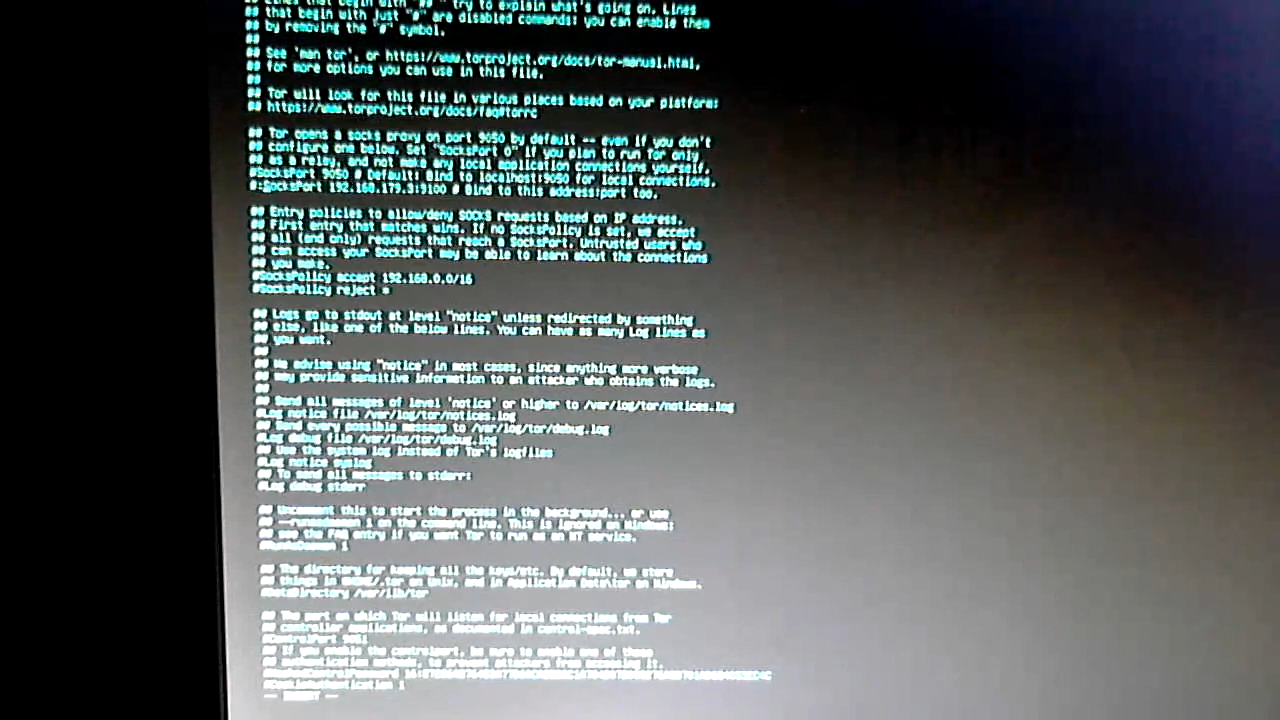 ## Lines that begin with "## " try to explain what's going on. Lines
## that begin with just "#" are disabled commands: you can enable them
## by removing the "#" symbol.
##
## See 'man tor', or https://www.torproject.org/docs/tor-manual.html,
## for more options you can use in this file.
##
## Tor will look for this file in various places based on your platform:
## https://www.torproject.org/docs/faq#torrc

## Tor opens a socks proxy on port 9050 by default -- even if you don't
## configure one below. Set "SocksPort 0" if you plan to run Tor only
## as a relay, and not make any local application connections yourself.
#SocksPort 9050 # Default: Bind to localhost:9050 for local connections.
#:SocksPort 192.168.179.3:9100 # Bind to this address:port too.

## Entry policies to allow/deny SOCKS requests based on IP address.
## First entry that matches wins. If no SocksPolicy is set, we accept
## all (and only) requests that reach a SocksPort. Untrusted users who
## can access your SocksPort may be able to learn about the connections
## you make.
#SocksPolicy accept 192.168.0.0/16
#SocksPolicy reject *

## Logs go to stdout at level "notice" unless redirected by something
## else, like one of the below lines. You can have as many Log lines as
## you want.
##
## We advise using "notice" in most cases, since anything more verbose
## may provide sensitive information to an attacker who obtains the logs.
##
## Send all messages of level 'notice' or higher to /var/log/tor/notices.log
#Log notice file /var/log/tor/notices.log
## Send every possible message to /var/log/tor/debug.log
#Log debug file /var/log/tor/debug.log
## Use the system log instead of Tor's logfiles
#Log notice syslog
## To send all messages to stderr:
#Log debug stderr

## Uncomment this to start the process in the background... or use
## --runasdaemon 1 on the command line. This is ignored on Windows;
## see the FAQ entry if you want Tor to run as an NT service.
#RunAsDaemon 1

## The directory for keeping all the keys/etc. By default, we store
## things in $HOME/.tor on Unix, and in Application Data\tor on Windows.
#DataDirectory /var/lib/tor

## The port on which Tor will listen for local connections from Tor
## controller applications, as documented in control-spec.txt.
#ControlPort 9051
## If you enable the controlport, be sure to enable one of these
## authentication methods, to prevent attackers from accessing it.
#HashedControlPassword
#CookieAuthentication 1
-- INSERT --